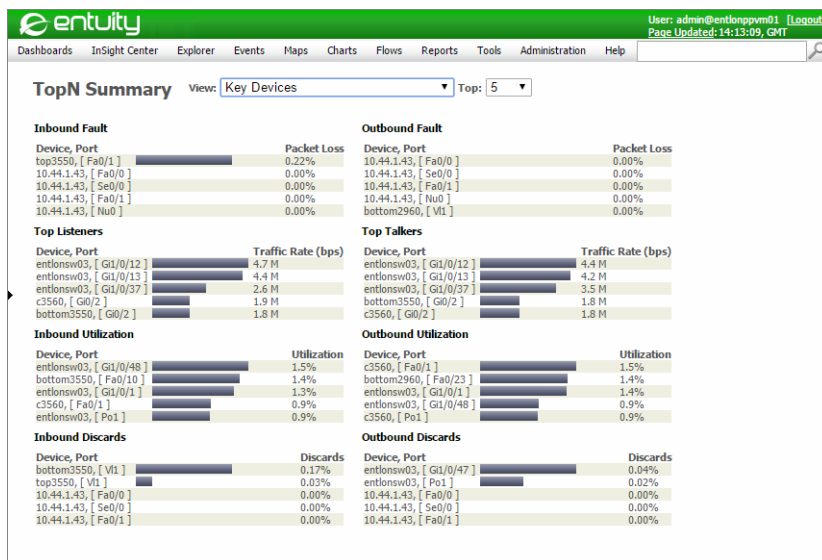 entuity
User: admin@entlonppvm01 [Logout
Page Updated: 14:13:09, GMT
Dashboards InSight Center Explorer Events Maps Charts Flows Reports Tools Administration Help
TopN Summary View: Key Devices Top: 5
Inbound Fault
Device, Port Packet Loss
top3550, [ Fa0/1 ] 0.22%
10.44.1.43, [ Fa0/0 ] 0.00%
10.44.1.43, [ Se0/0 ] 0.00%
10.44.1.43, [ Fa0/1 ] 0.00%
10.44.1.43, [ Nu0 ] 0.00%
Outbound Fault
Device, Port Packet Loss
10.44.1.43, [ Fa0/0 ] 0.00%
10.44.1.43, [ Se0/0 ] 0.00%
10.44.1.43, [ Fa0/1 ] 0.00%
10.44.1.43, [ Nu0 ] 0.00%
bottom2960, [ Vl1 ] 0.00%
Top Listeners
Device, Port Traffic Rate (bps)
entlonsw03, [ Gi1/0/12 ] 4.7 M
entlonsw03, [ Gi1/0/13 ] 4.4 M
entlonsw03, [ Gi1/0/37 ] 2.6 M
c3560, [ Gi0/2 ] 1.9 M
bottom3550, [ Gi0/2 ] 1.8 M
Top Talkers
Device, Port Traffic Rate (bps)
entlonsw03, [ Gi1/0/12 ] 4.4 M
entlonsw03, [ Gi1/0/13 ] 4.2 M
entlonsw03, [ Gi1/0/37 ] 3.5 M
bottom3550, [ Gi0/2 ] 1.8 M
c3560, [ Gi0/2 ] 1.8 M
Inbound Utilization
Device, Port Utilization
entlonsw03, [ Gi1/0/48 ] 1.5%
bottom3550, [ Fa0/10 ] 1.4%
entlonsw03, [ Gi1/0/1 ] 1.3%
c3560, [ Fa0/1 ] 0.9%
entlonsw03, [ Po1 ] 0.9%
Outbound Utilization
Device, Port Utilization
c3560, [ Fa0/1 ] 1.5%
bottom2960, [ Fa0/23 ] 1.4%
entlonsw03, [ Gi1/0/1 ] 1.4%
entlonsw03, [ Gi1/0/48 ] 0.9%
c3560, [ Po1 ] 0.9%
Inbound Discards
Device, Port Discards
bottom3550, [ Vl1 ] 0.17%
top3550, [ Vl1 ] 0.03%
10.44.1.43, [ Fa0/0 ] 0.00%
10.44.1.43, [ Se0/0 ] 0.00%
10.44.1.43, [ Fa0/1 ] 0.00%
Outbound Discards
Device, Port Discards
entlonsw03, [ Gi1/0/47 ] 0.04%
entlonsw03, [ Po1 ] 0.02%
10.44.1.43, [ Fa0/0 ] 0.00%
10.44.1.43, [ Se0/0 ] 0.00%
10.44.1.43, [ Fa0/1 ] 0.00%